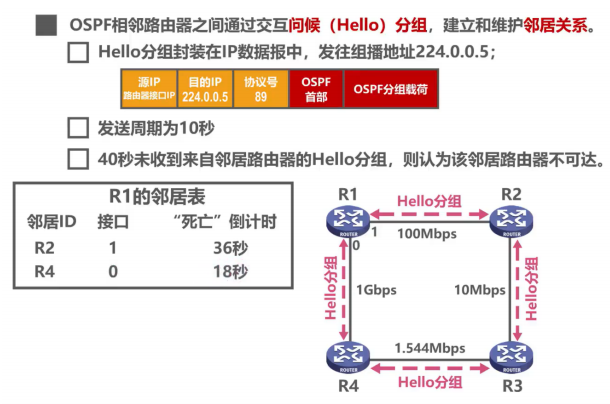 OSPF相邻路由器之间通过交互问候（Hello）分组，建立和维护邻居关系。
Hello分组封装在IP数据报中，发往组播地址224.0.0.5；
源IP 目的IP 协议号 OSPF OSPF分组载荷
路由器接口IP 224.0.0.5 89 首部
发送周期为10秒
40秒未收到来自邻居路由器的Hello分组，则认为该邻居路由器不可达。
R1的邻居表
邻居ID 接口 “死亡”倒计时
R2 1 36秒
R4 0 18秒
R1 Hello分组 R2
ROUTER 1 100Mbps ROUTER
0
Hello分组 1Gbps 10Mbps Hello分组
1.544Mbps
ROUTER Hello分组 ROUTER
R4 R3